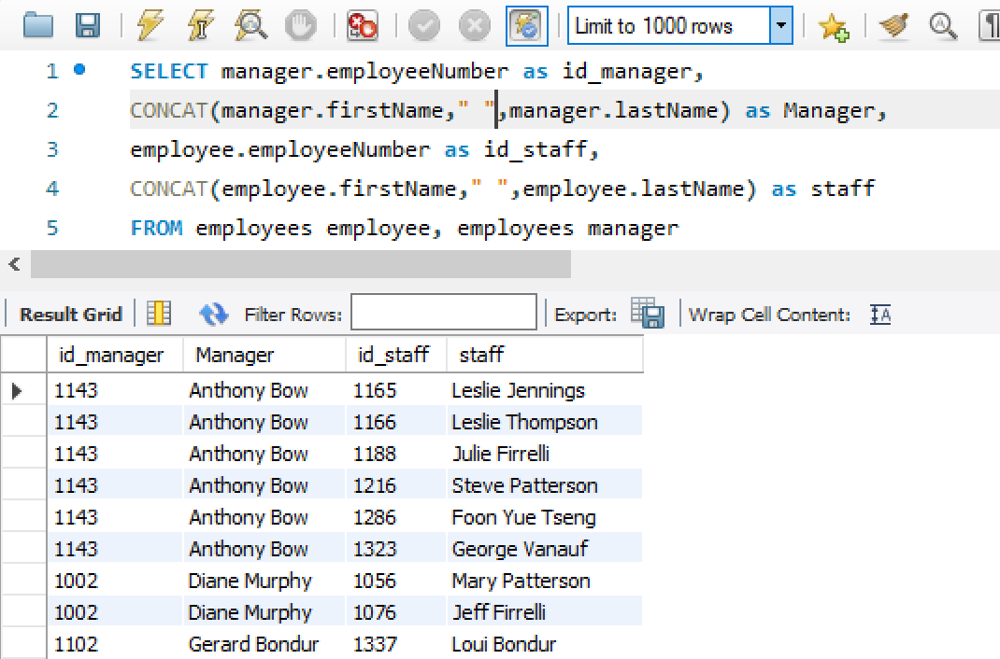 Limit to 1000 rows
1 SELECT manager.employeeNumber as id_manager,
2 CONCAT(manager.firstName," ",manager.lastName) as Manager,
3 employee.employeeNumber as id_staff,
4 CONCAT(employee.firstName," ",employee.lastName) as staff
5 FROM employees employee, employees manager
Result Grid Filter Rows: Export: Wrap Cell Content: IA
id_manager Manager id_staff staff
1143 Anthony Bow 1165 Leslie Jennings
1143 Anthony Bow 1166 Leslie Thompson
1143 Anthony Bow 1188 Julie Firrelli
1143 Anthony Bow 1216 Steve Patterson
1143 Anthony Bow 1286 Foon Yue Tseng
1143 Anthony Bow 1323 George Vanauf
1002 Diane Murphy 1056 Mary Patterson
1002 Diane Murphy 1076 Jeff Firrelli
1102 Gerard Bondur 1337 Loui Bondur